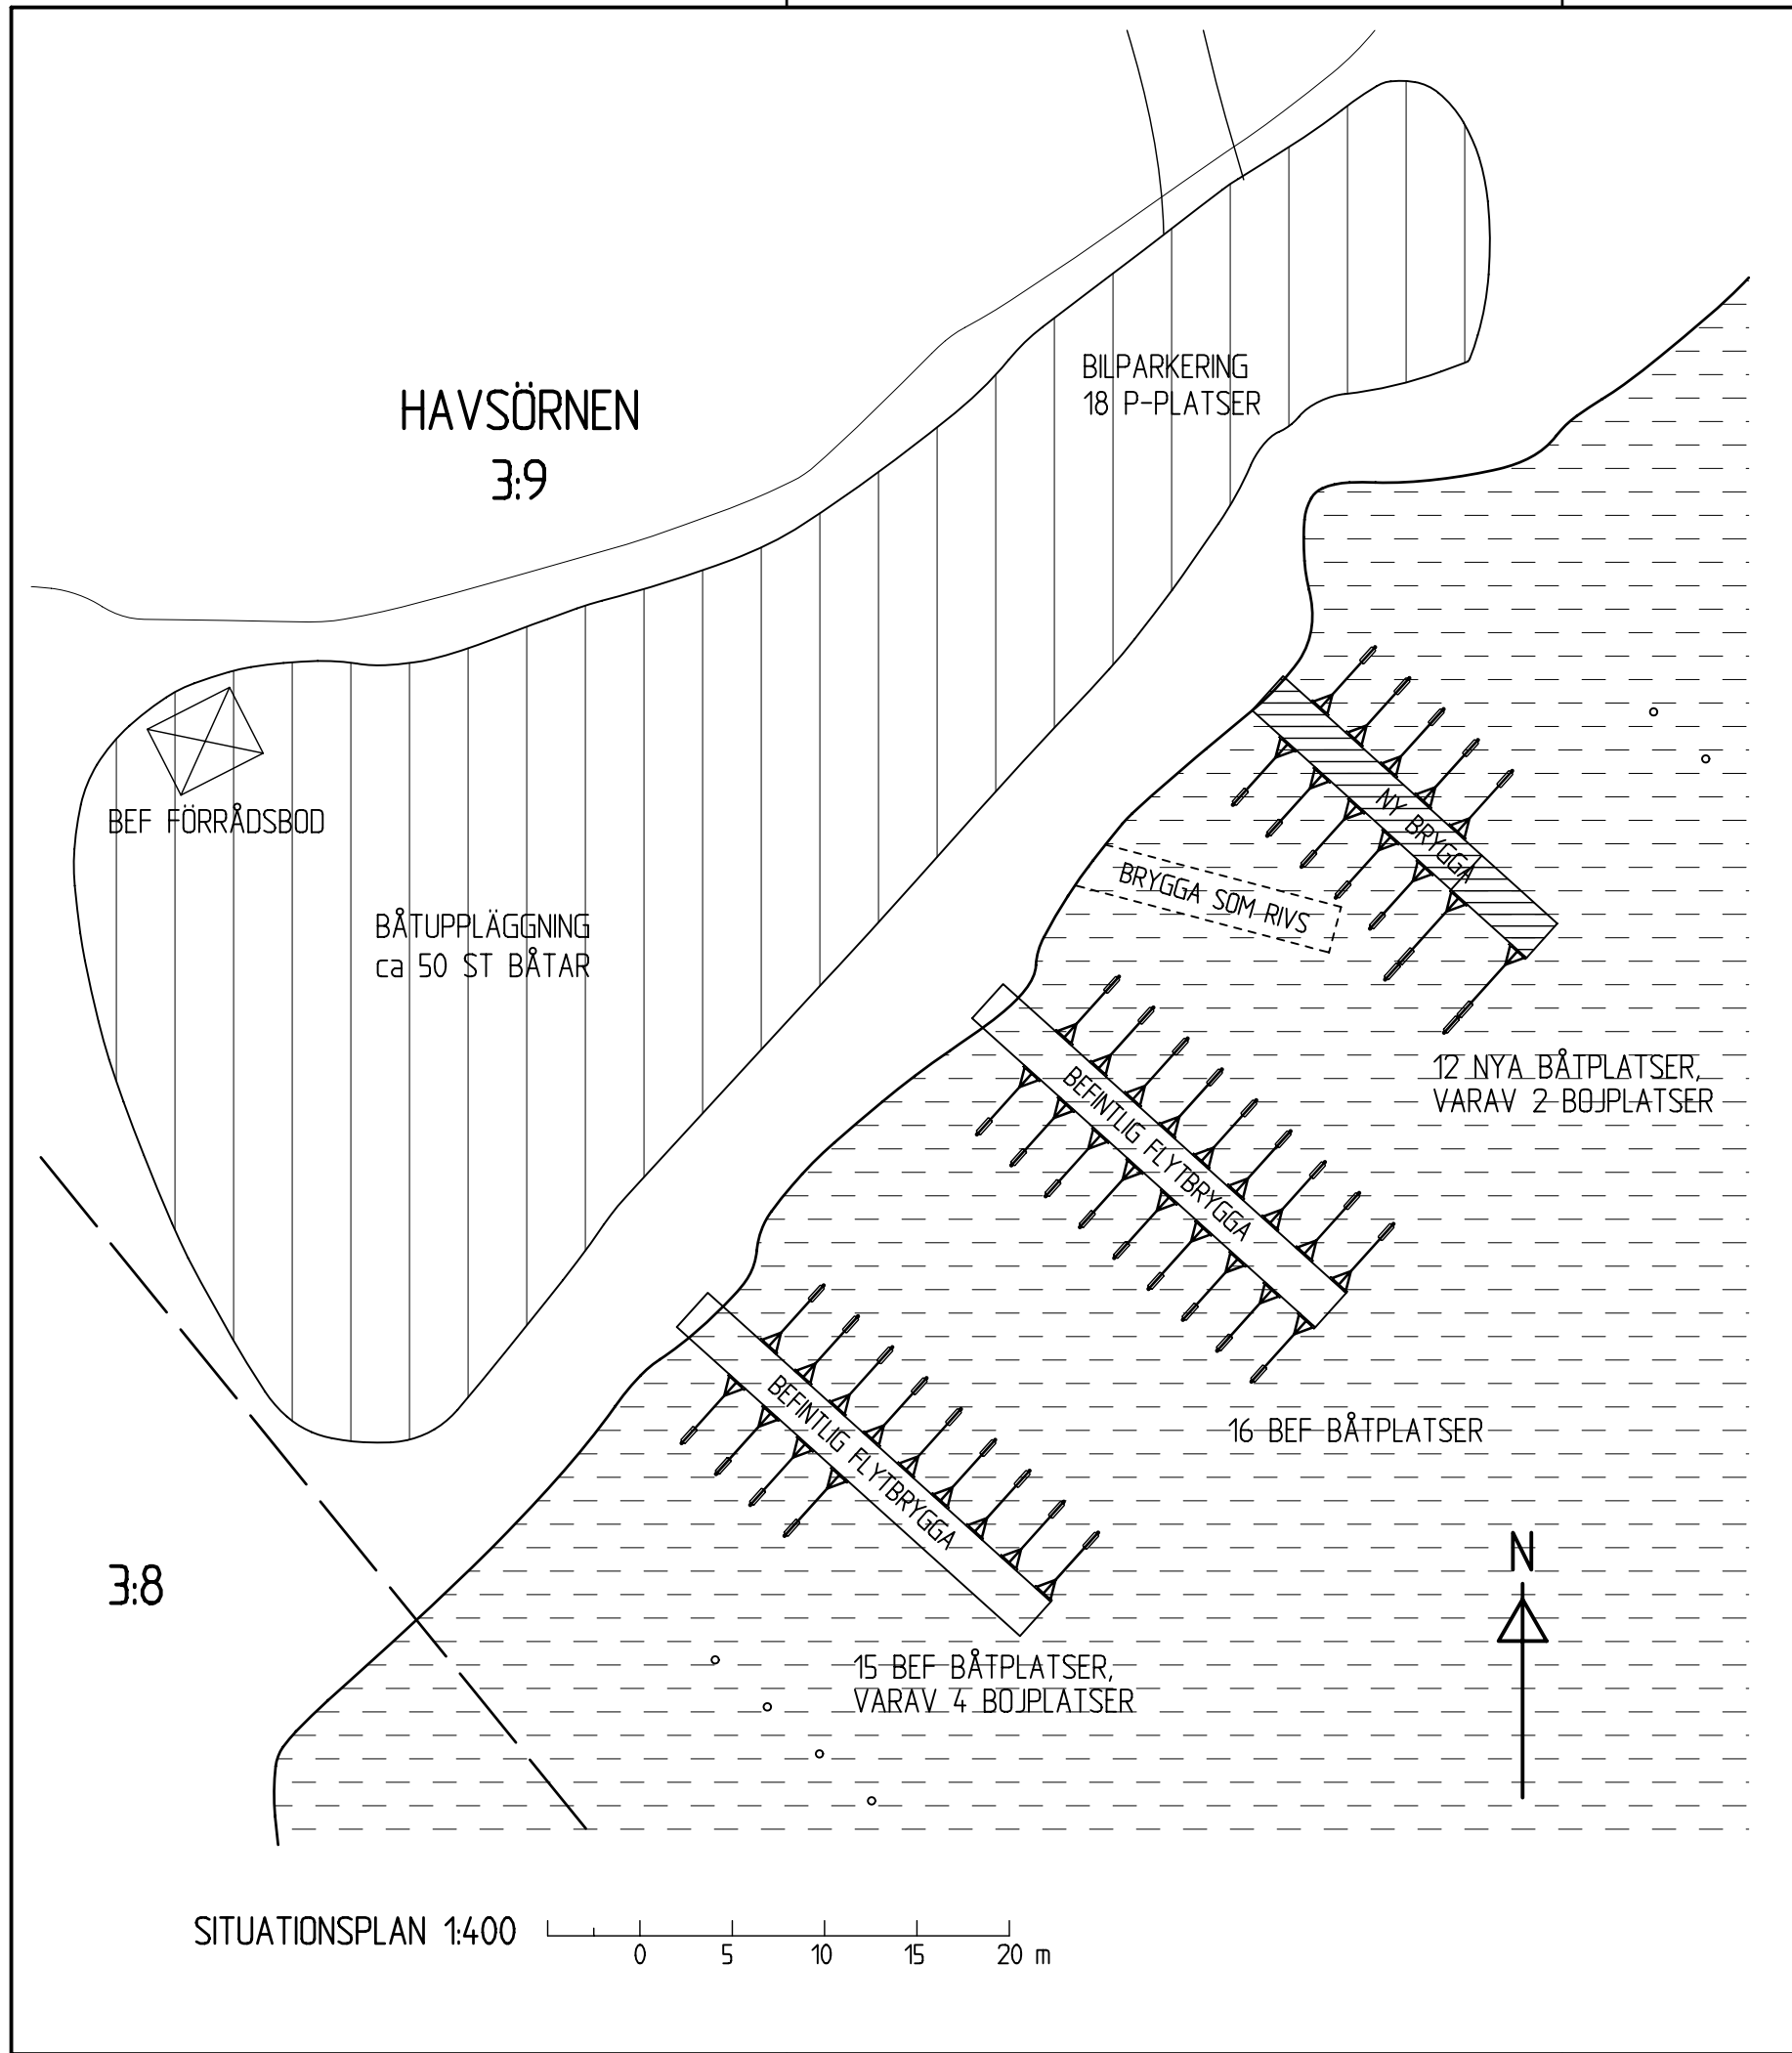 BILPARKERING
18 P-PLATSER
HAVSÖRNEN
3:9
BEF FÖRRÅDSBOD
BÅTUPPLÄGGNING
ca 50 ST BÅTAR
NY BRYGGA
BRYGGA SOM RIVS
12 NYA BÅTPLATSER,
VARAV 2 BOJPLATSER
BEFINTLIG FLYTBRYGGA
16 BEF BÅTPLATSER
BEFINTLIG FLYTBRYGGA
N
3:8
15 BEF BÅTPLATSER,
VARAV 4 BOJPLATSER
SITUATIONSPLAN 1:400
0 5 10 15 20 m